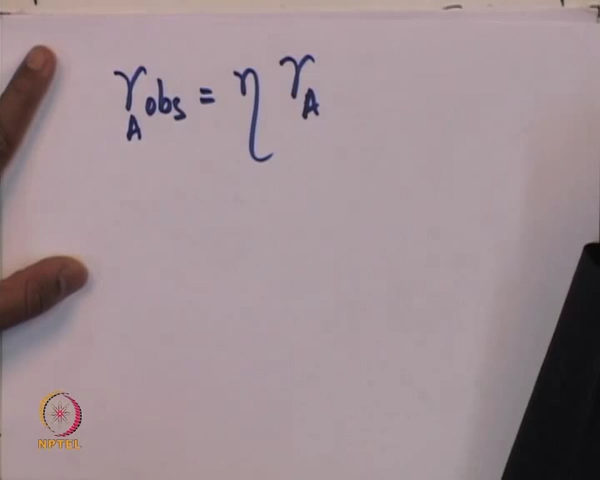 r_A obs = η r_A
NPTEL